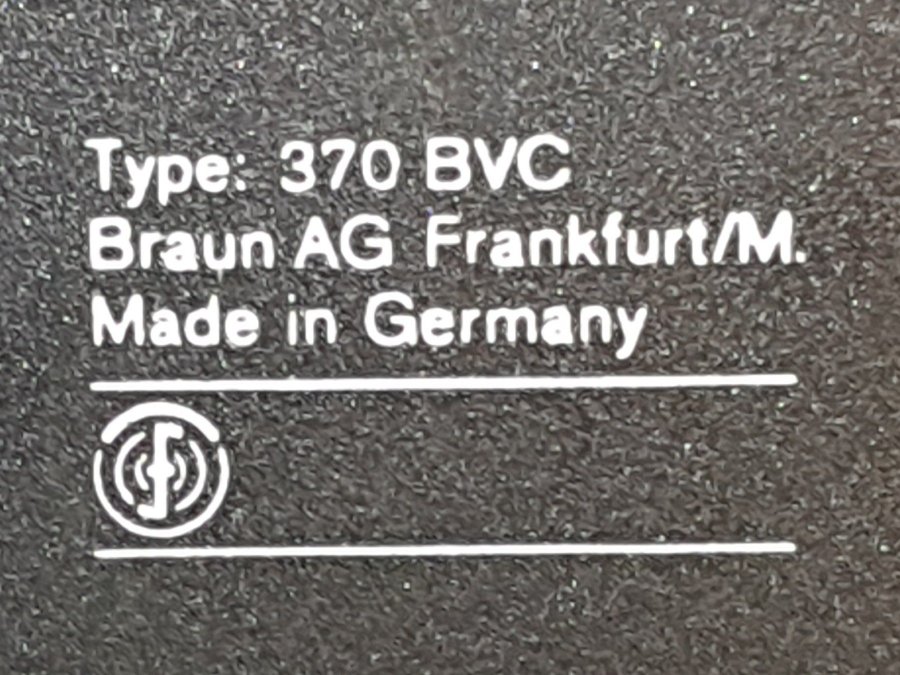 Type: 370 BVC
Braun AG Frankfurt/M.
Made in Germany